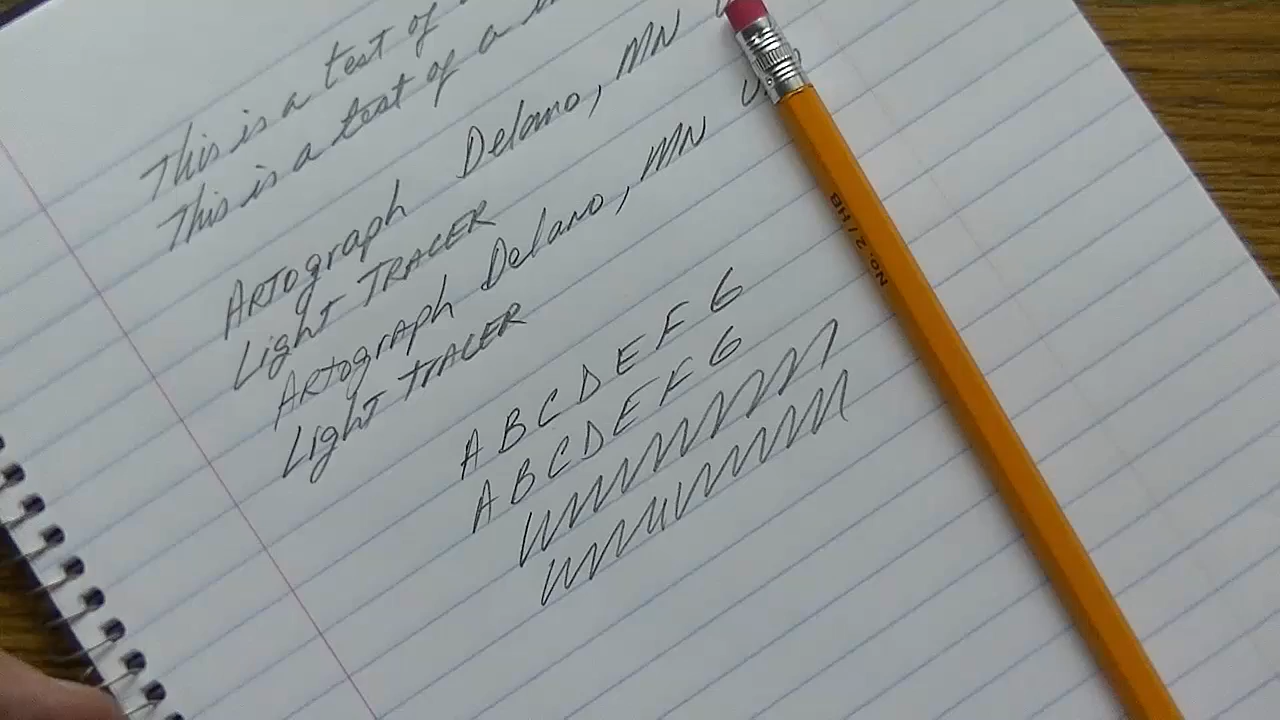 This is a test of
This is a test of a
Artograph Delano, MN
Light TRACER
Artograph Delano, MN
Light TRACER
A B C D E F G
A B C D E F G
No. 2 / HB